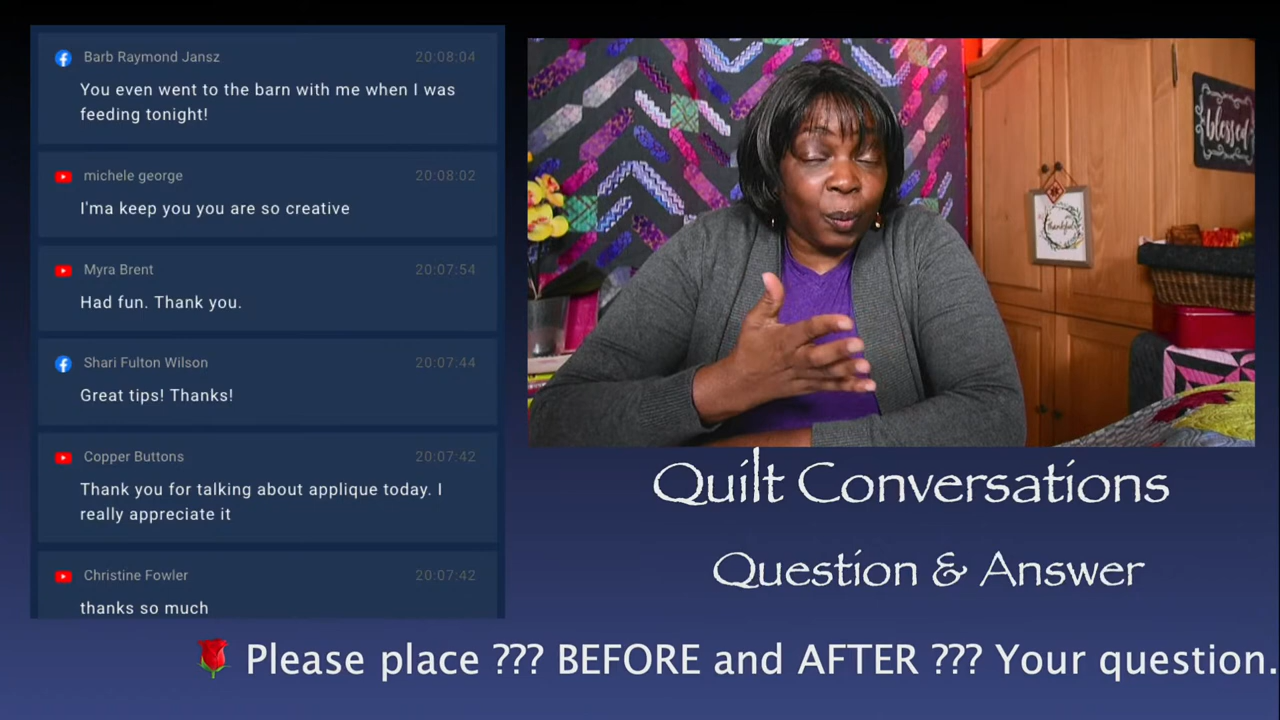 Barb Raymond Jansz 20:08:04
You even went to the barn with me when I was
feeding tonight!
michele george 20:08:02
I'ma keep you you are so creative
Myra Brent 20:07:54
Had fun. Thank you.
Shari Fulton Wilson 20:07:44
Great tips! Thanks!
Copper Buttons 20:07:42
Thank you for talking about applique today. I
really appreciate it
Christine Fowler 20:07:42
thanks so much
blessed
thankful
Quilt Conversations
Question & Answer
🌹 Please place ??? BEFORE and AFTER ??? Your question.